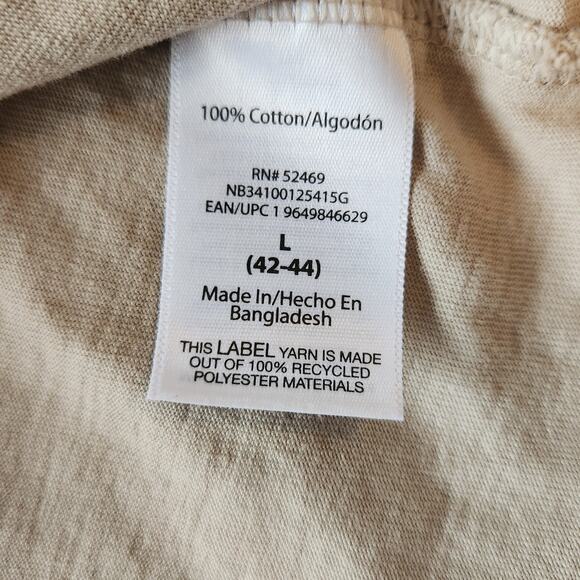 100% Cotton/Algodón
RN# 52469
NB34100125415G
EAN/UPC 1 9649846629
L
(42-44)
Made In/Hecho En
Bangladesh
THIS LABEL YARN IS MADE
OUT OF 100% RECYCLED
POLYESTER MATERIALS